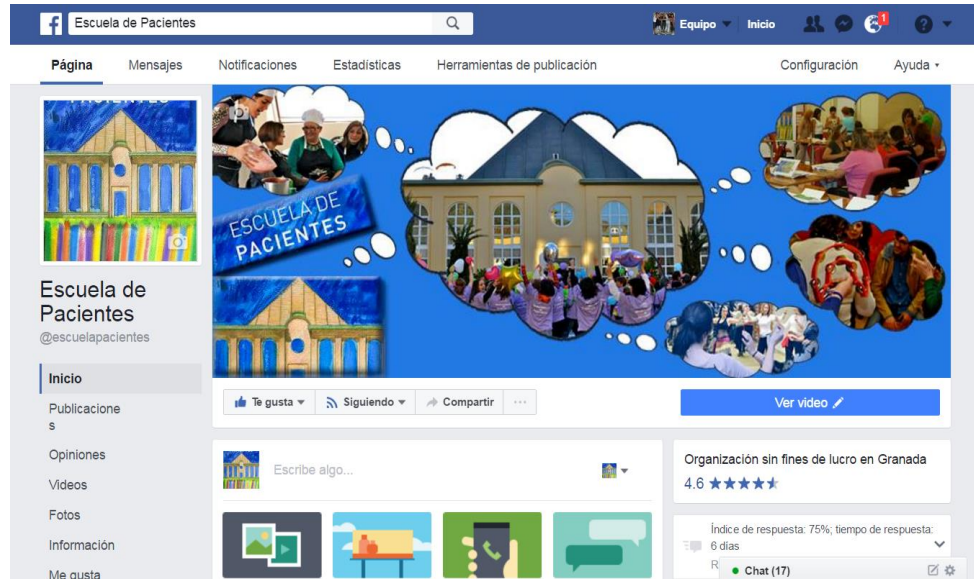 Escuela de Pacientes
Equipo
Inicio
1
Página
Mensajes
Notificaciones
Estadísticas
Herramientas de publicación
Configuración
Ayuda
PACIENTES
ESCUELA DE
PACIENTES
Escuela de
Pacientes
@escuelapacientes
Inicio
Publicacione
s
Opiniones
Videos
Fotos
Información
Me gusta
Te gusta
Siguiendo
Compartir
Ver video
Escribe algo...
Organización sin fines de lucro en Granada
4.6
Índice de respuesta: 75%; tiempo de respuesta:
6 días
R
Chat (17)